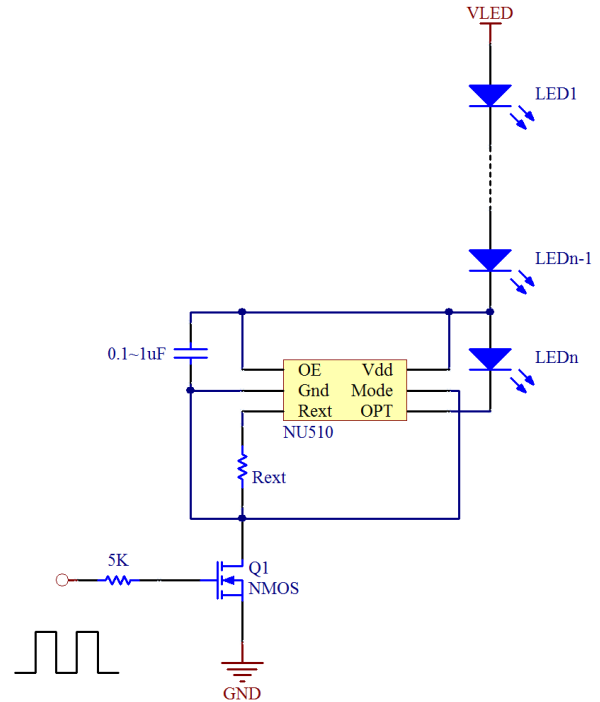 VLED
LED1
LEDn-1
0.1~1uF
LEDn
OE Vdd
Gnd Mode
Rext OPT
NU510
Rext
5K
Q1
NMOS
GND